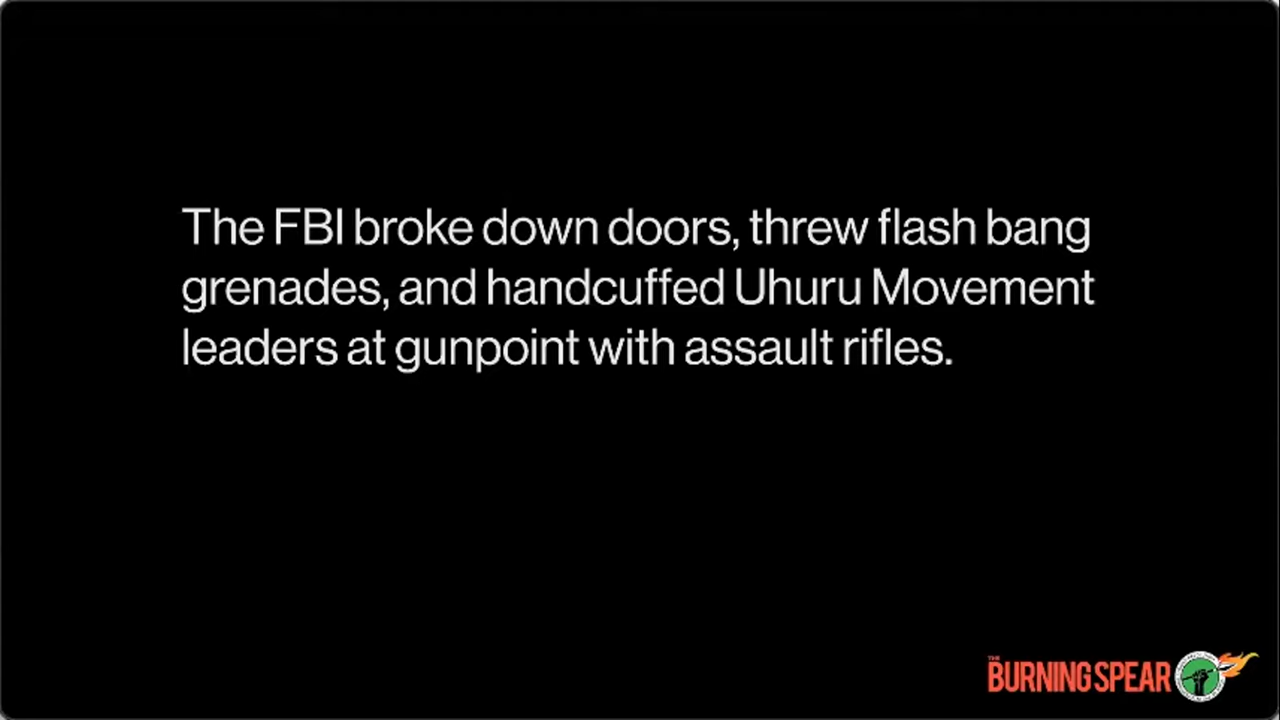 The FBI broke down doors, threw flash bang
grenades, and handcuffed Uhuru Movement
leaders at gunpoint with assault rifles.
THE
BURNING SPEAR